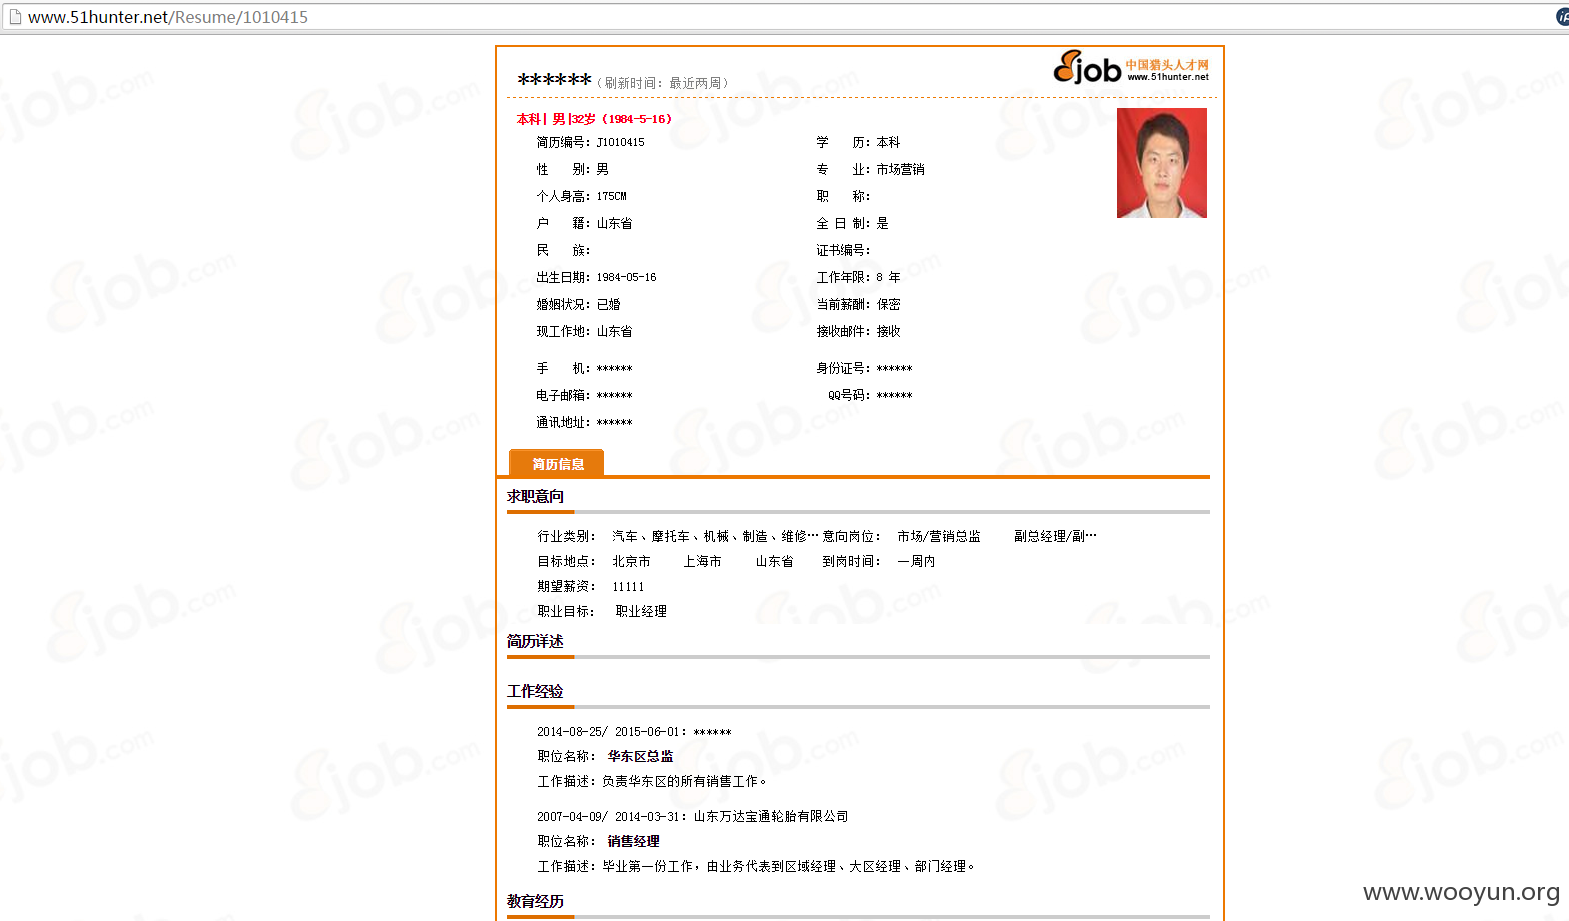 www.51hunter.net/Resume/1010415
******（刷新时间：最近两周）
job 中国猎头人才网
www.51hunter.net
本科| 男|32岁（1984-5-16）
简历编号：J1010415 学 历：本科
性 别：男 专 业：市场营销
个人身高：175CM 职 称：
户 籍：山东省 全 日 制：是
民 族： 证书编号：
出生日期：1984-05-16 工作年限：8 年
婚姻状况：已婚 当前薪酬：保密
现工作地：山东省 接收邮件：接收
手 机：****** 身份证号：******
电子邮箱：****** QQ号码：******
通讯地址：******
简历信息
求职意向
行业类别： 汽车、摩托车、机械、制造、维修… 意向岗位： 市场/营销总监 副总经理/副…
目标地点： 北京市 上海市 山东省 到岗时间： 一周内
期望薪资： 11111
职业目标： 职业经理
简历详述
工作经验
2014-08-25/ 2015-06-01：******
职位名称： 华东区总监
工作描述：负责华东区的所有销售工作。
2007-04-09/ 2014-03-31：山东万达宝通轮胎有限公司
职位名称： 销售经理
工作描述：毕业第一份工作，由业务代表到区域经理、大区经理、部门经理。
教育经历
www.wooyun.org